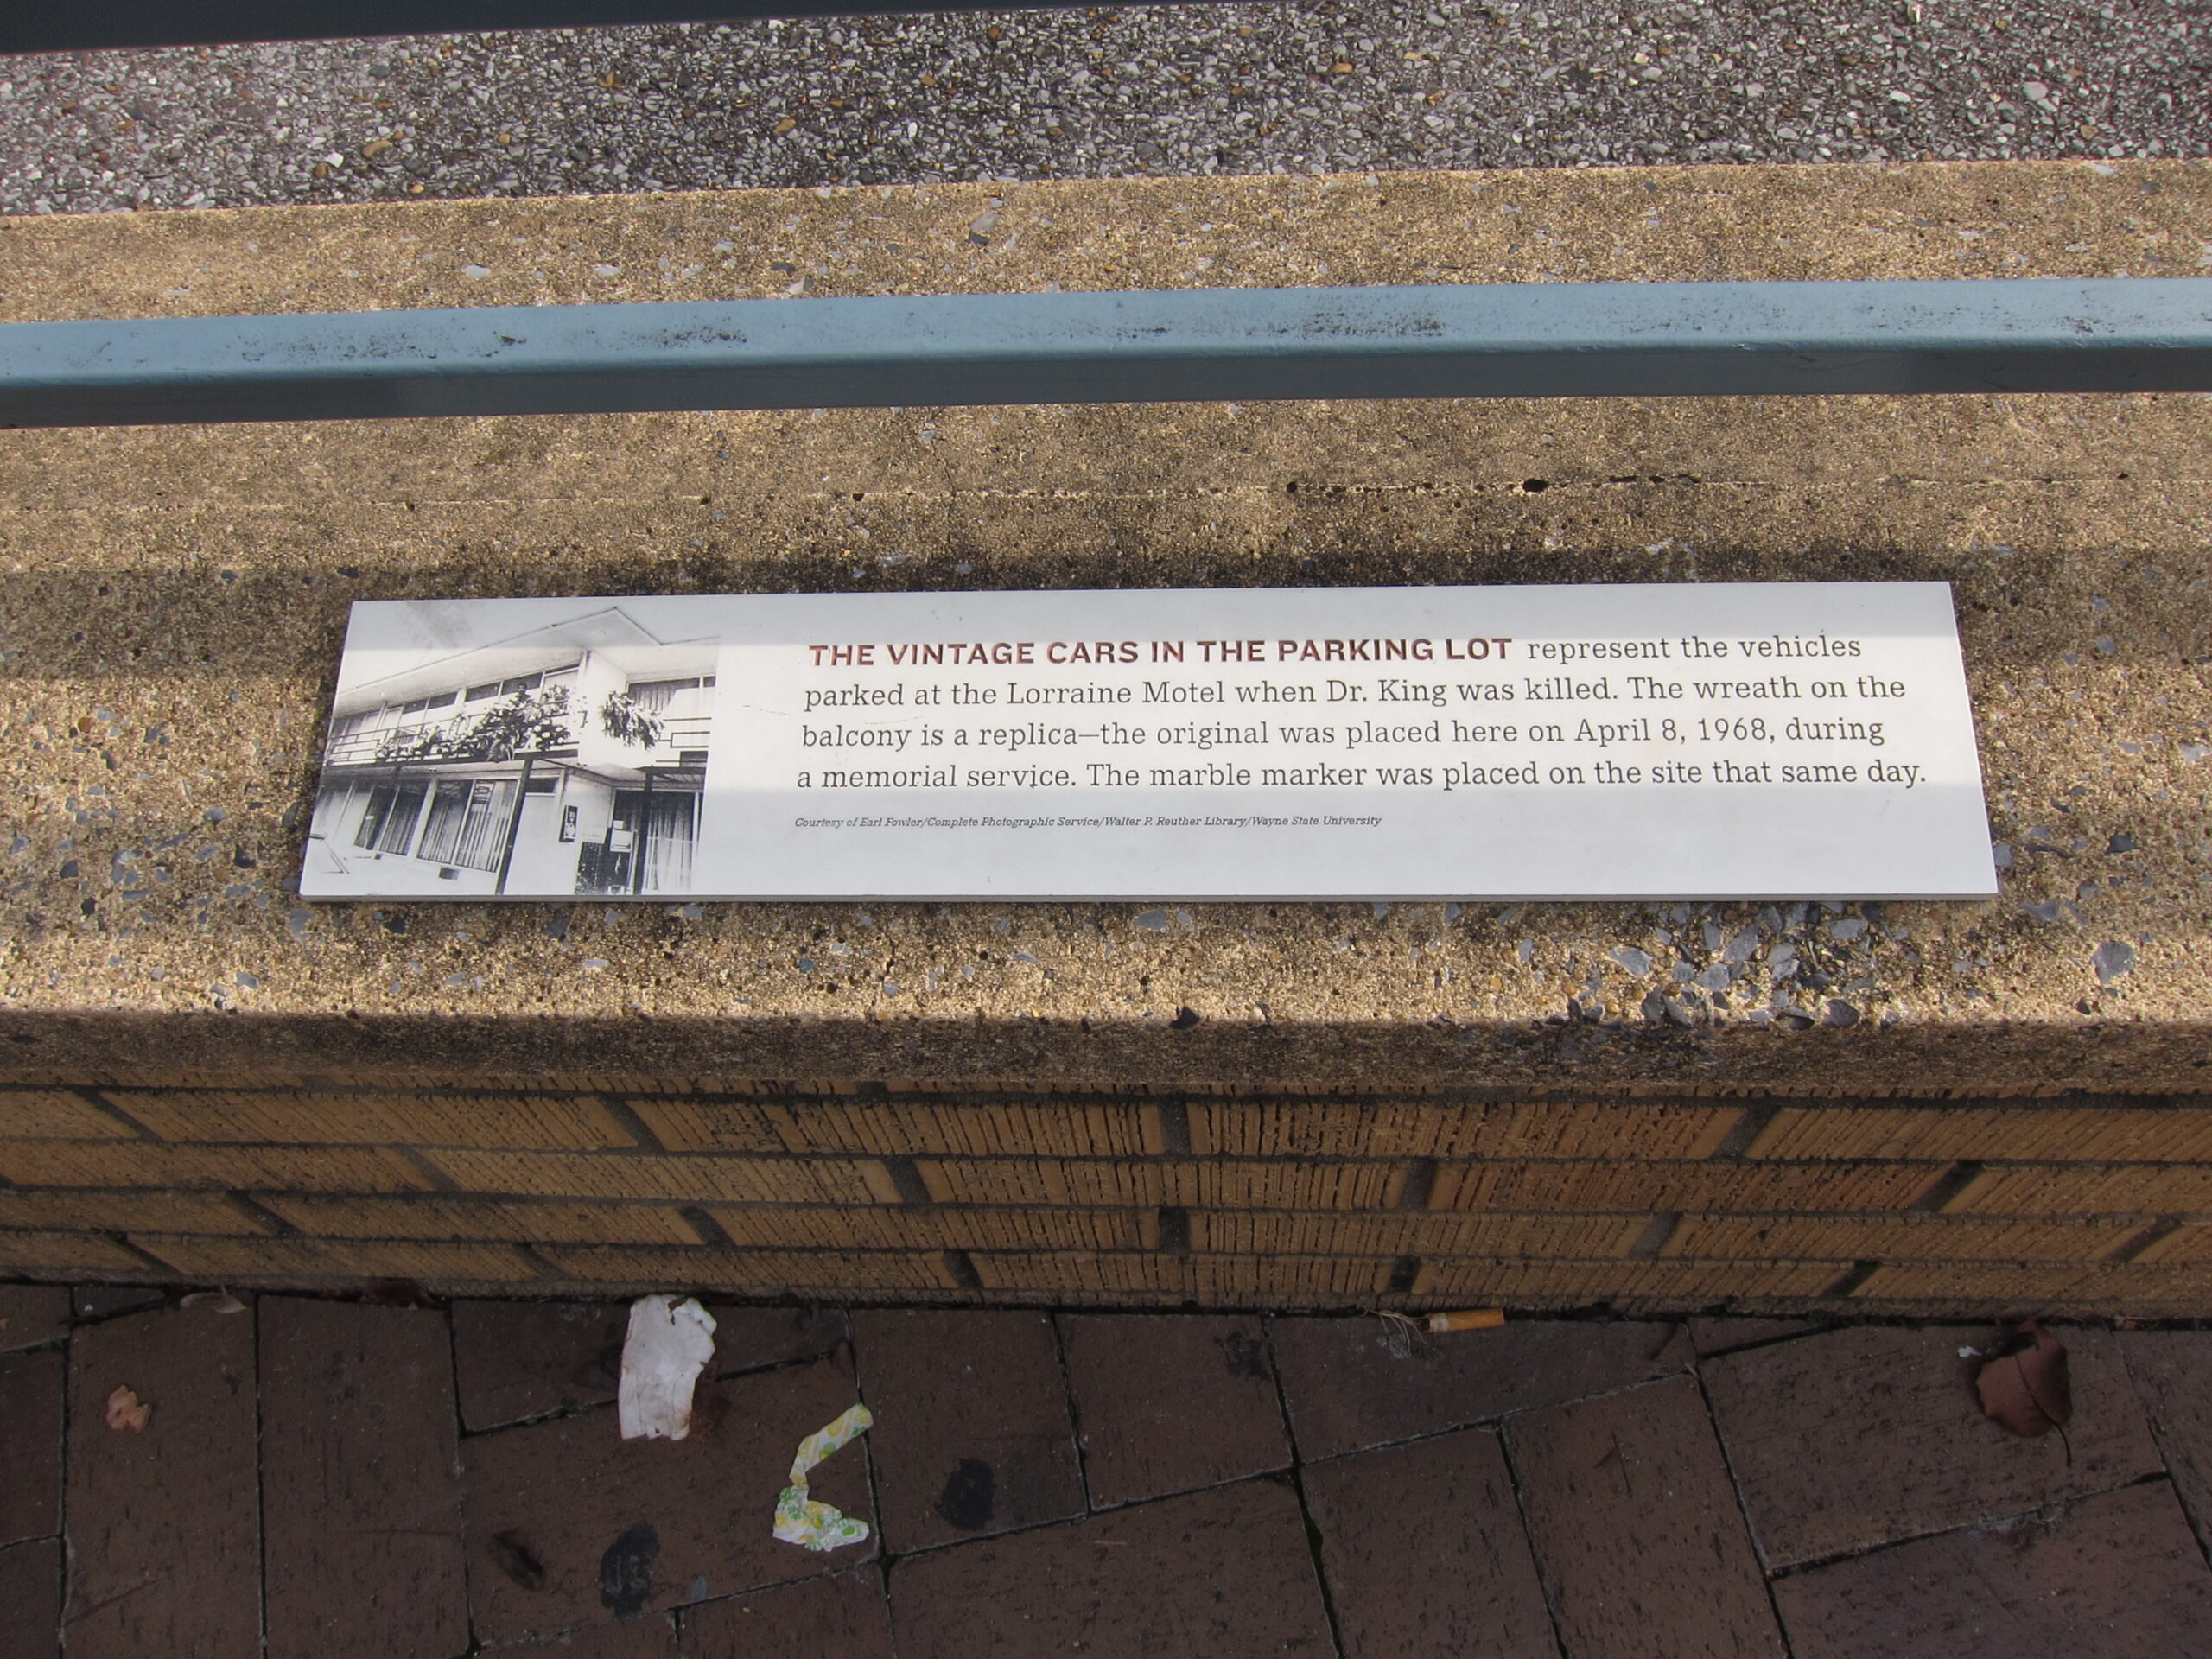 THE VINTAGE CARS IN THE PARKING LOT represent the vehicles
parked at the Lorraine Motel when Dr. King was killed. The wreath on the
balcony is a replica—the original was placed here on April 8, 1968, during
a memorial service. The marble marker was placed on the site that same day.
Courtesy of Earl Fowler/Complete Photographic Service/Walter P. Reuther Library/Wayne State University